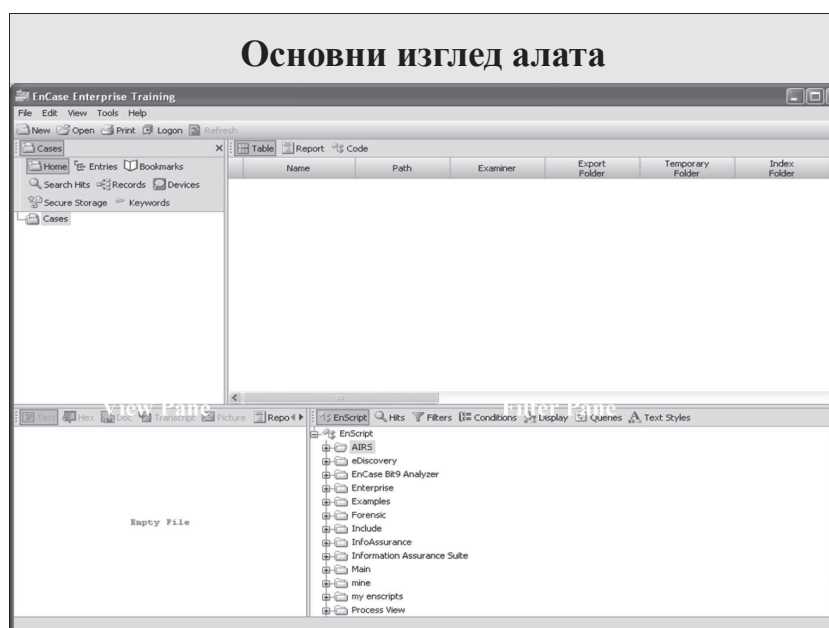 Основни изглед алата
EnCase Enterprise Training
File Edit View Tools Help
New Open Print Logon Refresh
Cases
Table Report Code
Home Entries Bookmarks
Search Hits Records Devices
Secure Storage Keywords
Cases
Name Path Examiner Export Folder Temporary Folder Index Folder
View Pane
Filter Pane
Text Hex Doc Transcript Picture Repo
EnScript Hits Filters Conditions Display Queries Text Styles
Empty File
EnScript
AIRS
eDiscovery
EnCase Bit9 Analyzer
Enterprise
Examples
Forensic
Include
InfoAssurance
Information Assurance Suite
Main
mine
my enscripts
Process View